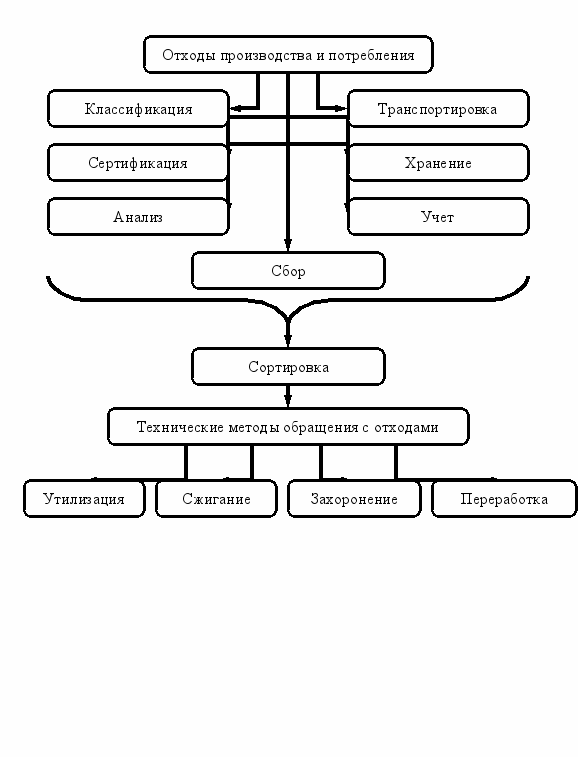 Отходы производства и потребления
Классификация
Транспортировка
Сертификация
Хранение
Анализ
Учет
Сбор
Сортировка
Технические методы обращения с отходами
Утилизация
Сжигание
Захоронение
Переработка